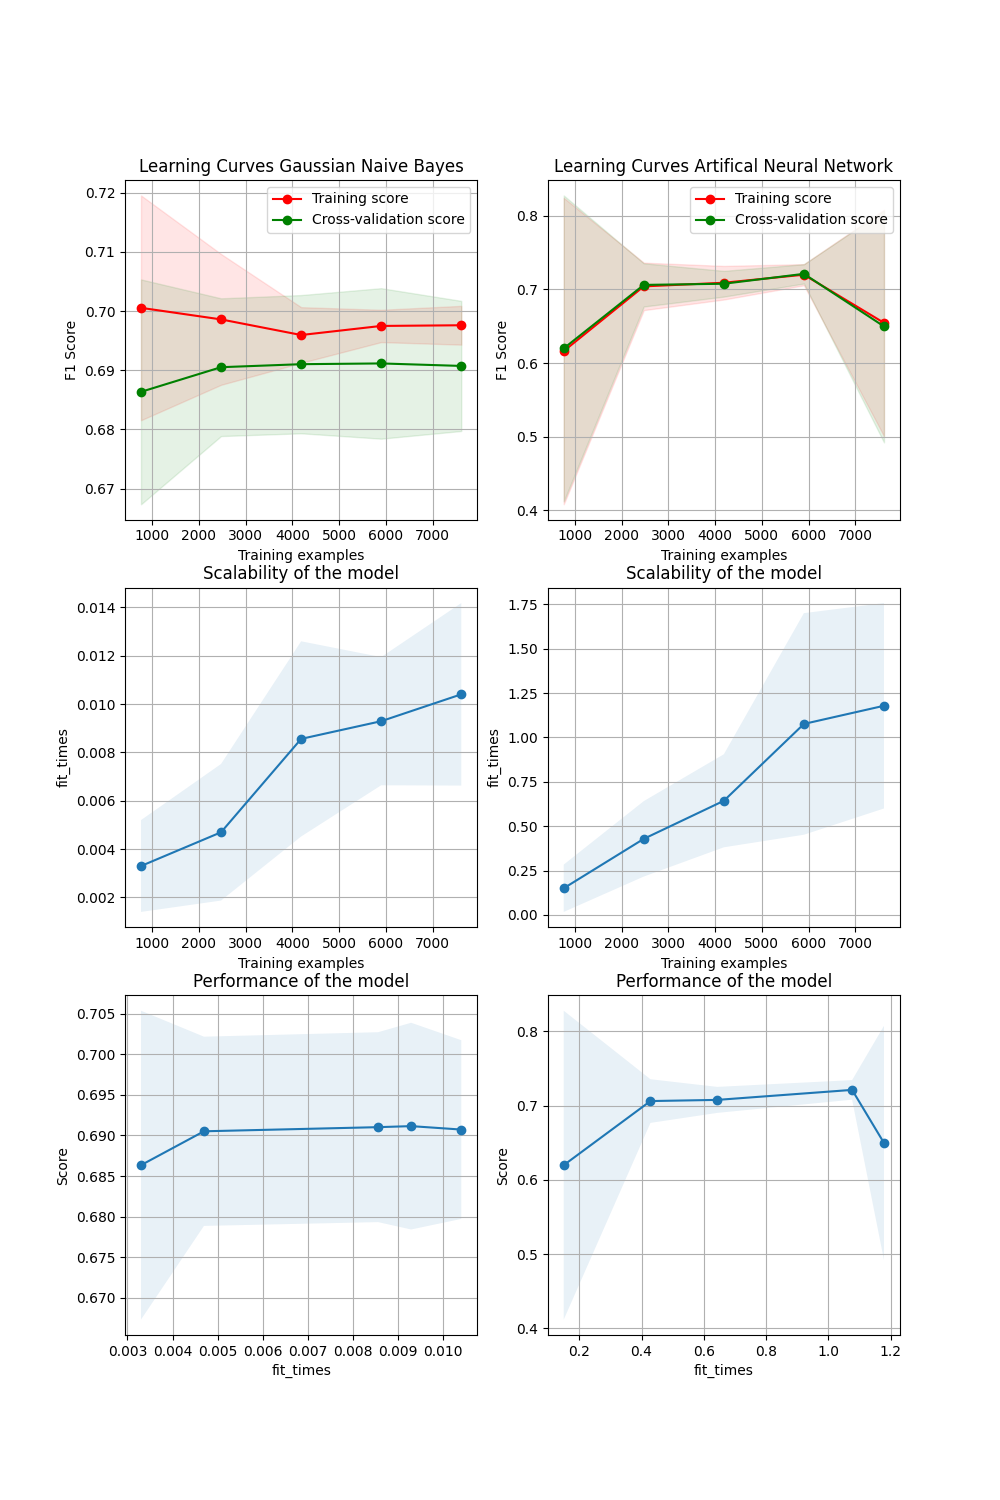 Learning Curves Gaussian Naive Bayes
0.72
0.71
0.70
0.69
0.68
0.67
F1 Score
Training score
Cross-validation score
1000 2000 3000 4000 5000 6000 7000
Training examples
Learning Curves Artifical Neural Network
0.8
0.7
0.6
0.5
0.4
F1 Score
Training score
Cross-validation score
1000 2000 3000 4000 5000 6000 7000
Training examples
Scalability of the model
0.014
0.012
0.010
0.008
0.006
0.004
0.002
fit_times
1000 2000 3000 4000 5000 6000 7000
Training examples
Scalability of the model
1.75
1.50
1.25
1.00
0.75
0.50
0.25
0.00
fit_times
1000 2000 3000 4000 5000 6000 7000
Training examples
Performance of the model
0.705
0.700
0.695
0.690
0.685
0.680
0.675
0.670
Score
0.003 0.004 0.005 0.006 0.007 0.008 0.009 0.010
fit_times
Performance of the model
0.8
0.7
0.6
0.5
0.4
Score
0.2 0.4 0.6 0.8 1.0 1.2
fit_times